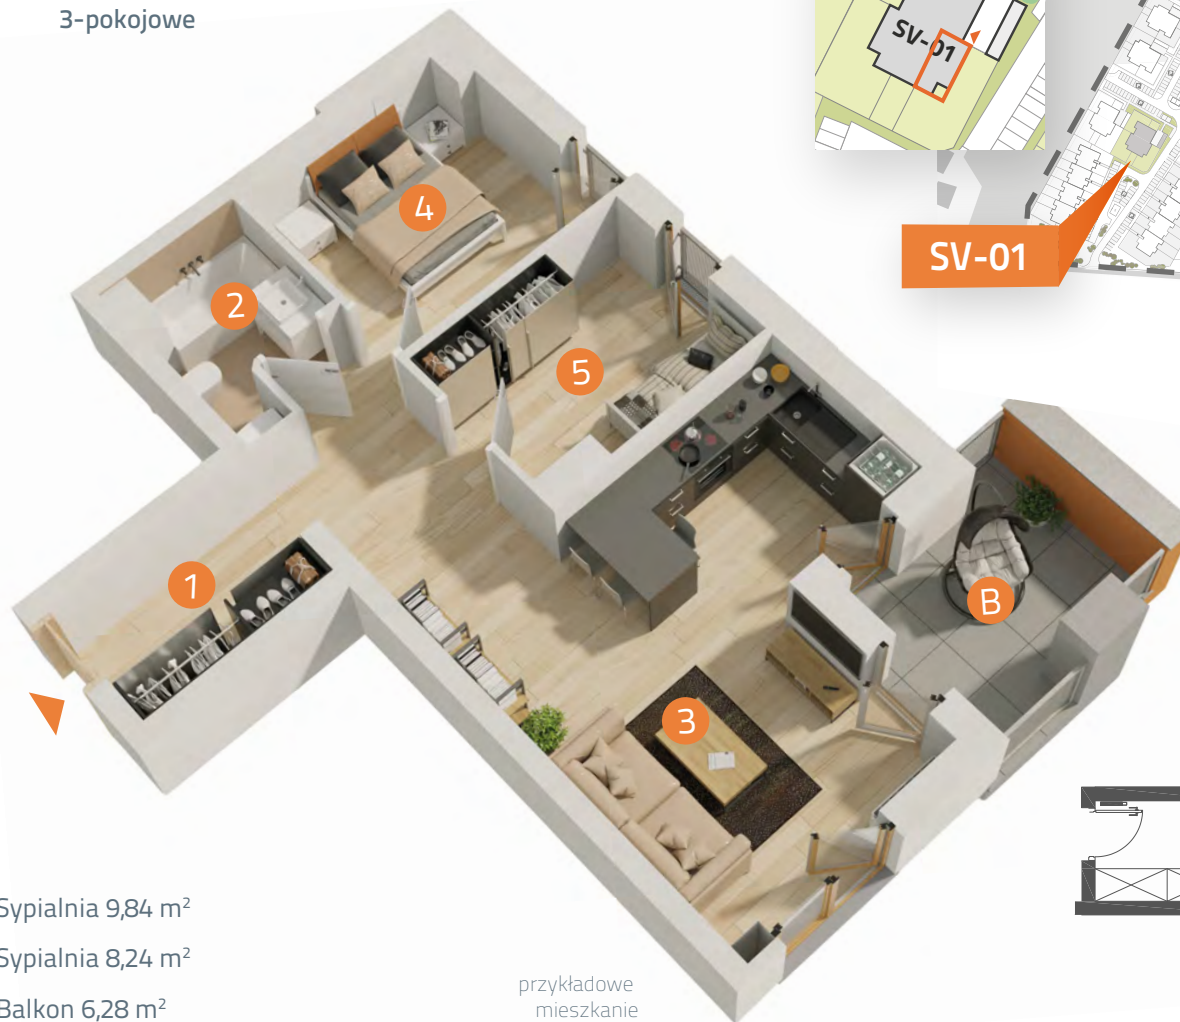 3-pokojowe
SV-01
SV-01
4
2
5
1
B
3
Sypialnia 9,84 m²
Sypialnia 8,24 m²
Balkon 6,28 m²
przykładowe
mieszkanie